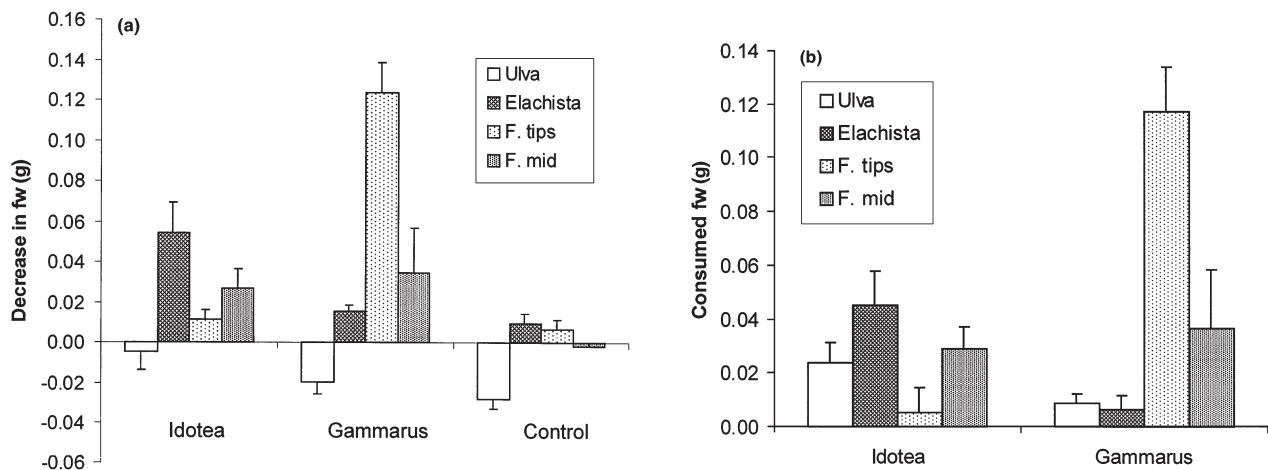 (a)
Decrease in fw (g)
0.16
0.14
0.12
0.10
0.08
0.06
0.04
0.02
0.00
-0.02
-0.04
-0.06
Ulva
Elachista
F. tips
F. mid
Idotea
Gammarus
Control
(b)
Consumed fw (g)
0.14
0.12
0.10
0.08
0.06
0.04
0.02
0.00
Ulva
Elachista
F. tips
F. mid
Idotea
Gammarus